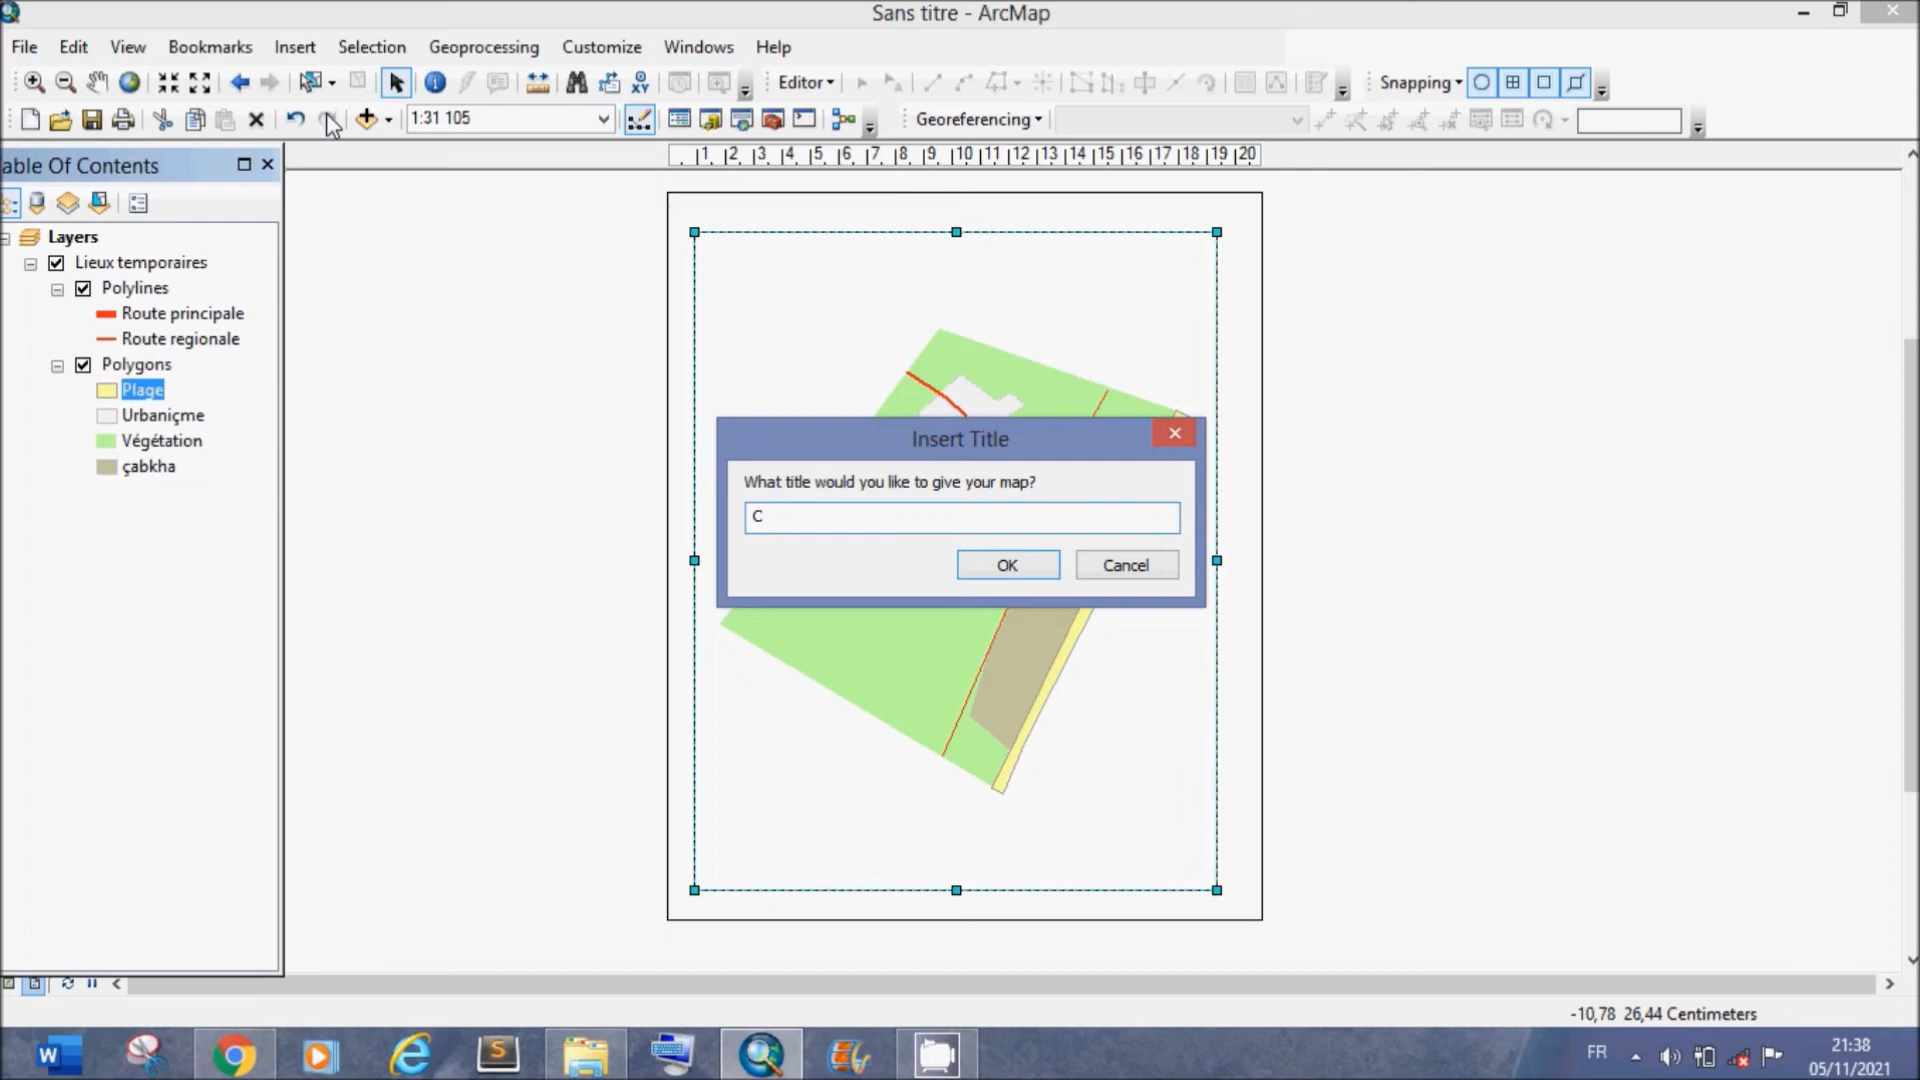 Sans titre - ArcMap
File Edit View Bookmarks Insert Selection Geoprocessing Customize Windows Help
Editor Snapping
1:31 105 Georeferencing
able Of Contents
1 2 3 4 5 6 7 8 9 10 11 12 13 14 15 16 17 18 19 20
Layers
Lieux temporaires
Polylines
Route principale
Route regionale
Polygons
Plage
Urbaniçme
Végétation
çabkha
Insert Title
What title would you like to give your map?
C
OK Cancel
-10,78 26,44 Centimeters
FR
21:38
05/11/2021